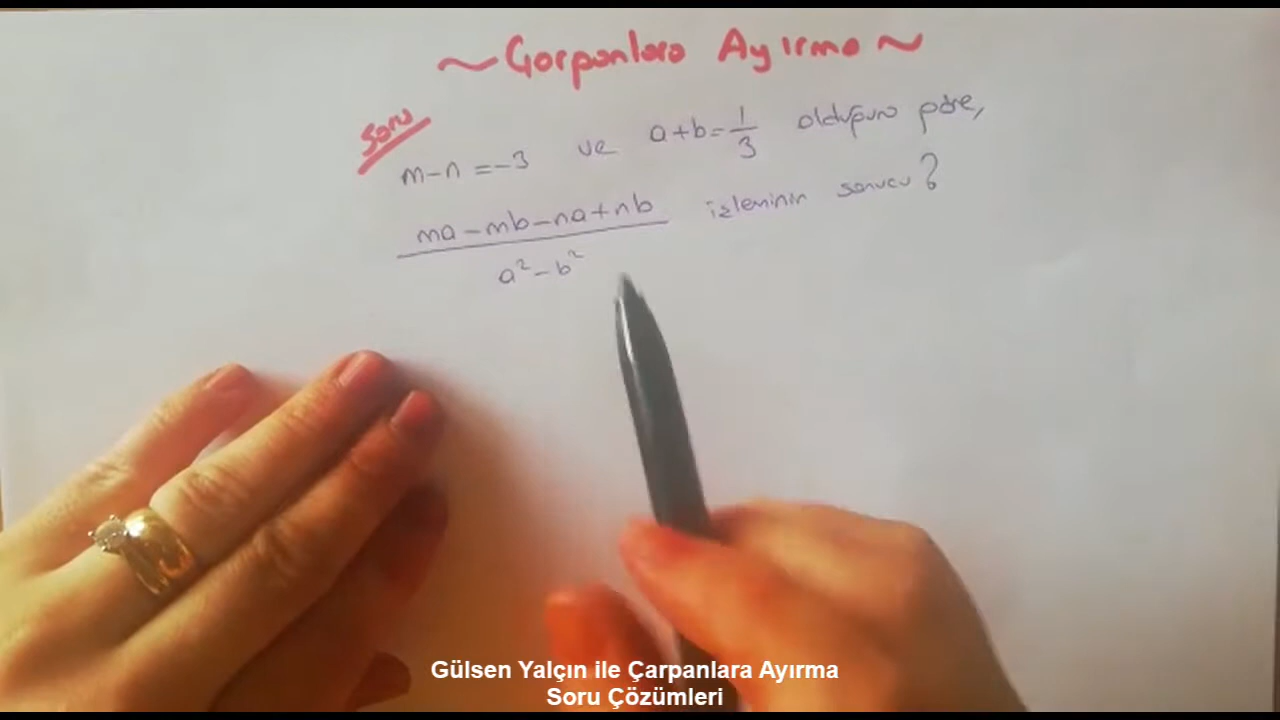 ~ Çarpanlara Ayırma ~
Soru
m-n=-3 ve a+b=1/3 olduğuna göre,
ma-mb-na+nb / a²-b² işleminin sonucu?
Gülsen Yalçın ile Çarpanlara Ayırma
Soru Çözümleri